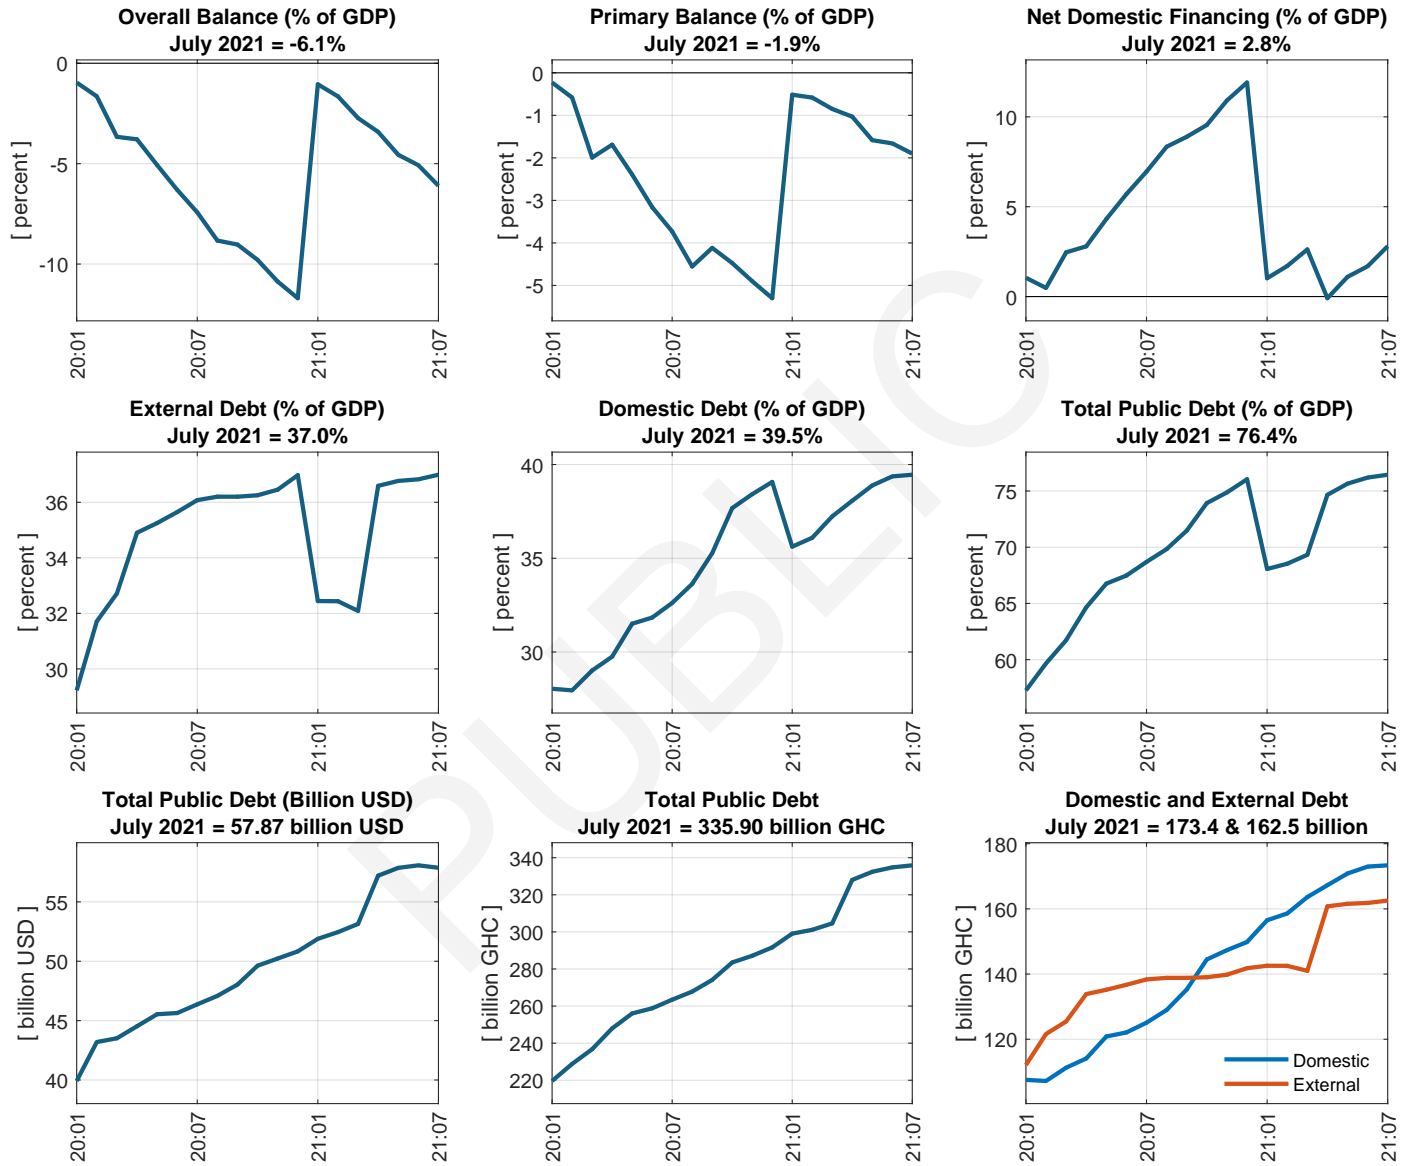 Overall Balance (% of GDP)
July 2021 = -6.1%
[ percent ]
0
-5
-10
20:01
20:07
21:01
21:07
Primary Balance (% of GDP)
July 2021 = -1.9%
[ percent ]
0
-1
-2
-3
-4
-5
20:01
20:07
21:01
21:07
Net Domestic Financing (% of GDP)
July 2021 = 2.8%
[ percent ]
10
5
0
20:01
20:07
21:01
21:07
External Debt (% of GDP)
July 2021 = 37.0%
[ percent ]
36
34
32
30
20:01
20:07
21:01
21:07
Domestic Debt (% of GDP)
July 2021 = 39.5%
[ percent ]
40
35
30
20:01
20:07
21:01
21:07
Total Public Debt (% of GDP)
July 2021 = 76.4%
[ percent ]
75
70
65
60
20:01
20:07
21:01
21:07
Total Public Debt (Billion USD)
July 2021 = 57.87 billion USD
[ billion USD ]
55
50
45
40
20:01
20:07
21:01
21:07
Total Public Debt
July 2021 = 335.90 billion GHC
[ billion GHC ]
340
320
300
280
260
240
220
20:01
20:07
21:01
21:07
Domestic and External Debt
July 2021 = 173.4 & 162.5 billion
[ billion GHC ]
180
160
140
120
Domestic
External
20:01
20:07
21:01
21:07
PUBLIC